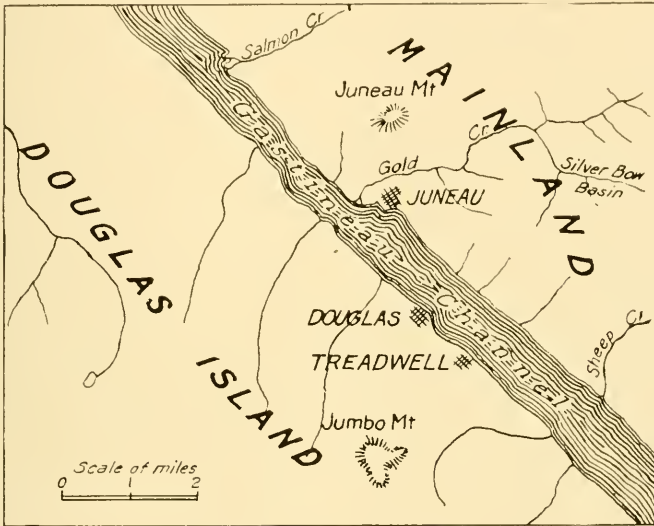 Salmon Cr.
MAINLAND
Juneau Mt
Gastineau Channel
Gold Cr.
Silver Bow
Basin
DOUGLAS ISLAND
JUNEAU
DOUGLAS
TREADWELL
Sheep Cr.
Jumbo Mt
Scale of miles
0 1 2